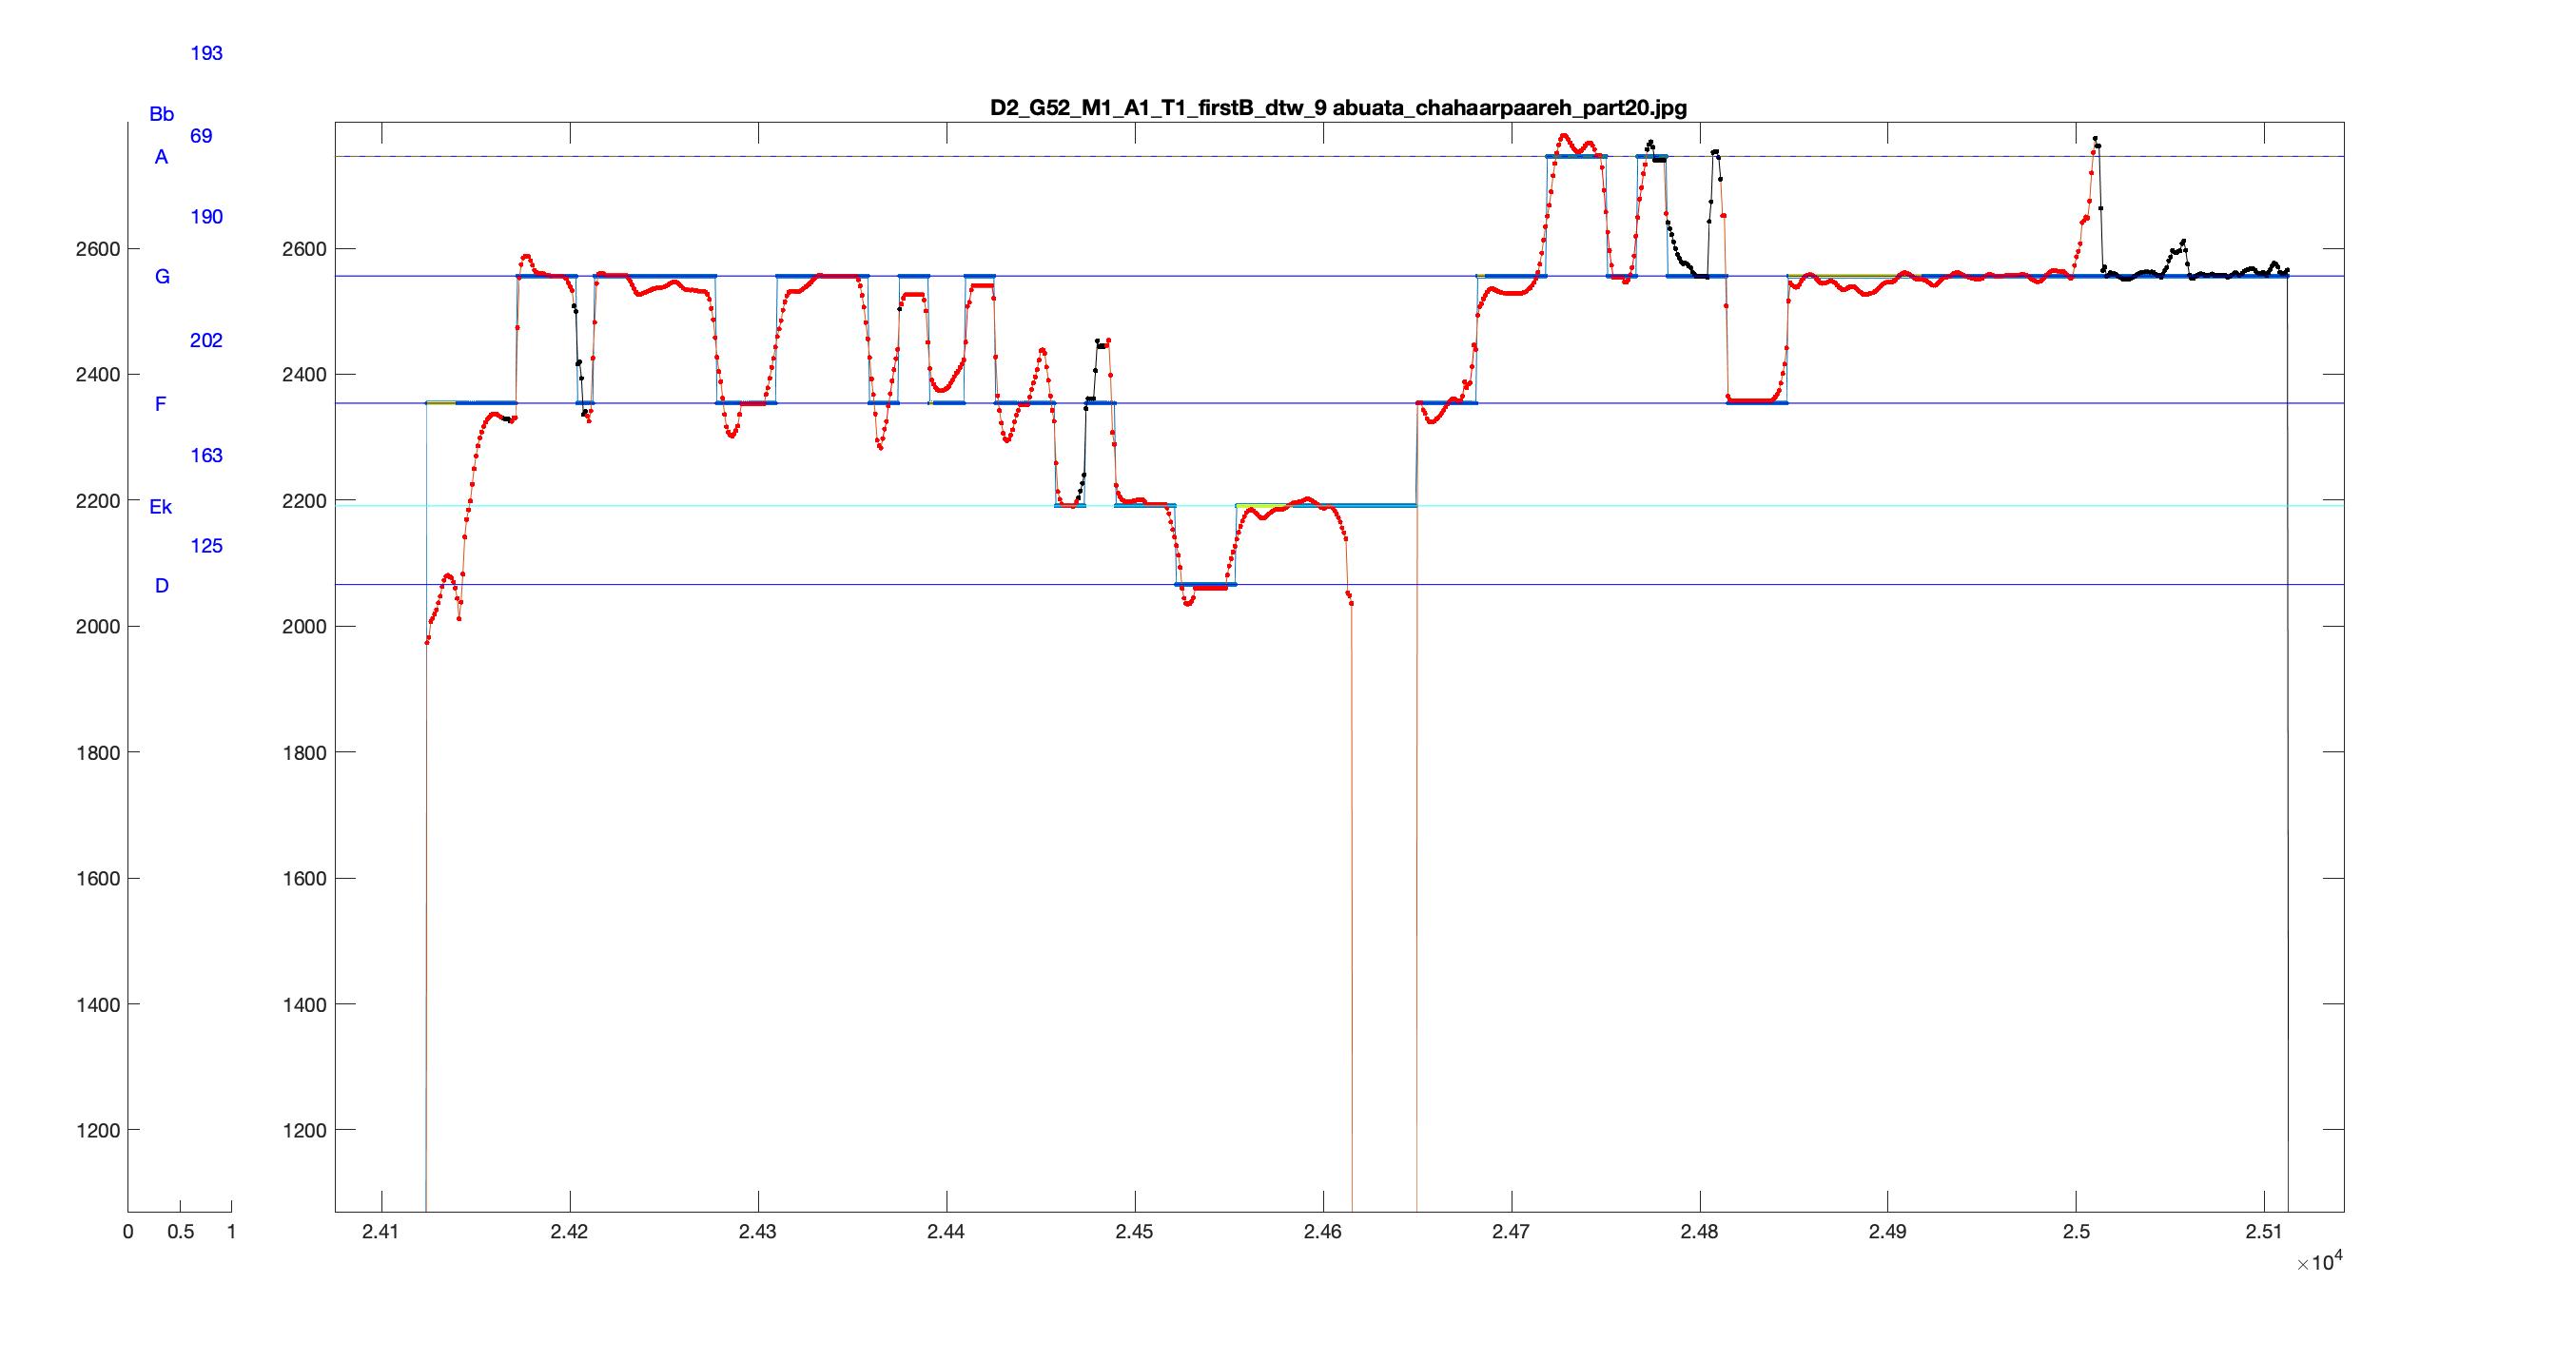 193
D2_G52_M1_A1_T1_firstB_dtw_9 abuata_chahaarpaareh_part20.jpg
Bb
69
A
190
2600 2600
G
202
2400 2400
F
163
2200 Ek 2200
125
D
2000 2000
1800 1800
1600 1600
1400 1400
1200 1200
0 0.5 1 2.41 2.42 2.43 2.44 2.45 2.46 2.47 2.48 2.49 2.5 2.51
×10⁴